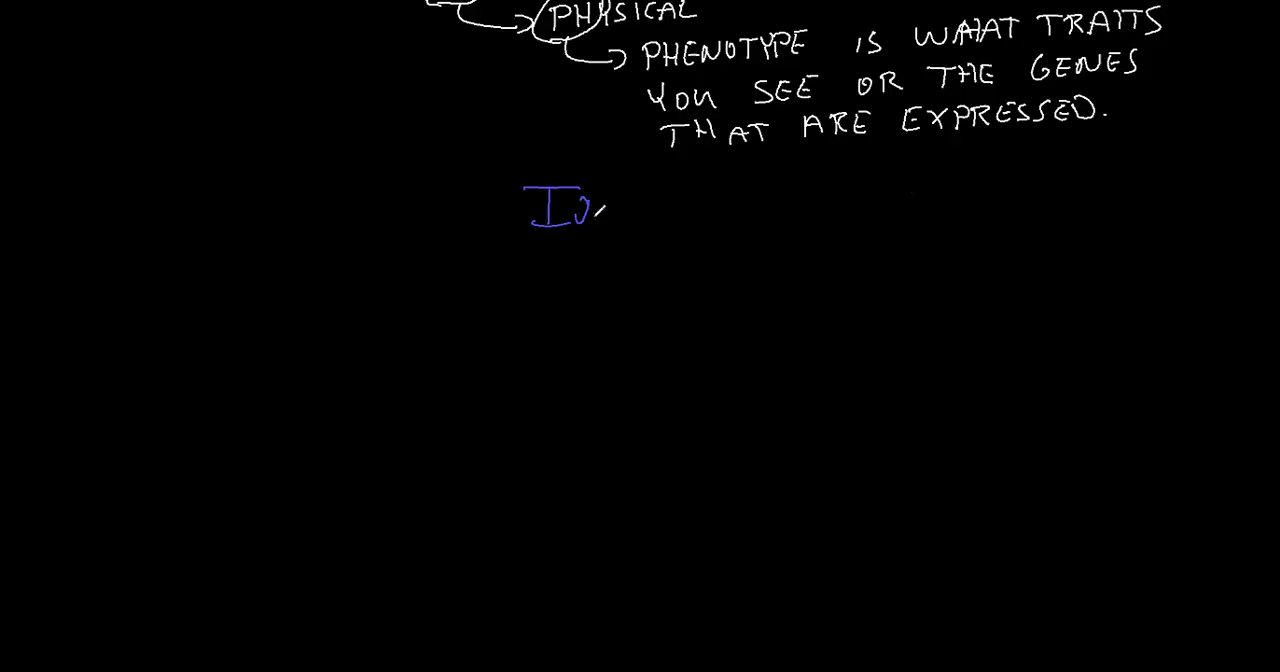 PHYSICAL
PHENOTYPE IS WHAT TRAITS
YOU SEE OR THE GENES
THAT ARE EXPRESSED.